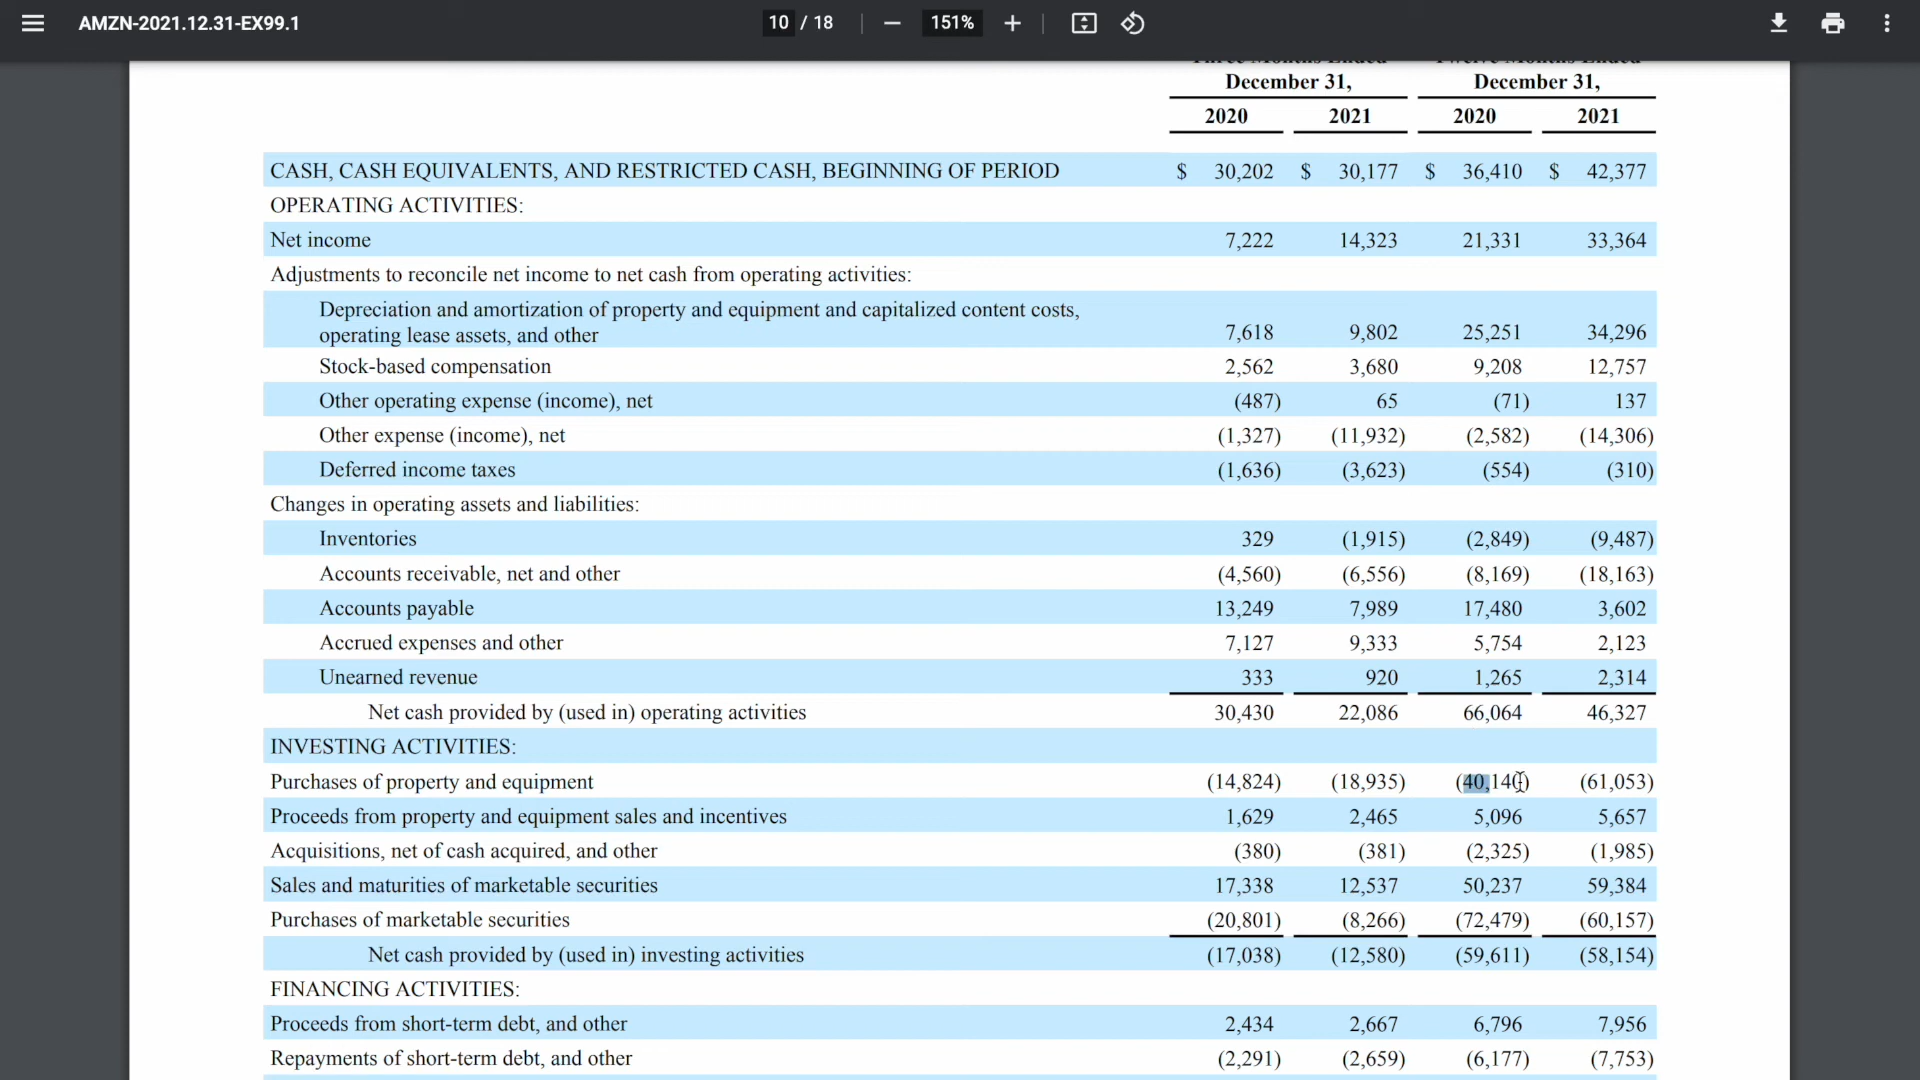 AMZN-2021.12.31-EX99.1 10 / 18 151%
December 31, December 31,
2020 2021 2020 2021
CASH, CASH EQUIVALENTS, AND RESTRICTED CASH, BEGINNING OF PERIOD $ 30,202 $ 30,177 $ 36,410 $ 42,377
OPERATING ACTIVITIES:
Net income 7,222 14,323 21,331 33,364
Adjustments to reconcile net income to net cash from operating activities:
Depreciation and amortization of property and equipment and capitalized content costs,
operating lease assets, and other 7,618 9,802 25,251 34,296
Stock-based compensation 2,562 3,680 9,208 12,757
Other operating expense (income), net (487) 65 (71) 137
Other expense (income), net (1,327) (11,932) (2,582) (14,306)
Deferred income taxes (1,636) (3,623) (554) (310)
Changes in operating assets and liabilities:
Inventories 329 (1,915) (2,849) (9,487)
Accounts receivable, net and other (4,560) (6,556) (8,169) (18,163)
Accounts payable 13,249 7,989 17,480 3,602
Accrued expenses and other 7,127 9,333 5,754 2,123
Unearned revenue 333 920 1,265 2,314
Net cash provided by (used in) operating activities 30,430 22,086 66,064 46,327
INVESTING ACTIVITIES:
Purchases of property and equipment (14,824) (18,935) (40,140) (61,053)
Proceeds from property and equipment sales and incentives 1,629 2,465 5,096 5,657
Acquisitions, net of cash acquired, and other (380) (381) (2,325) (1,985)
Sales and maturities of marketable securities 17,338 12,537 50,237 59,384
Purchases of marketable securities (20,801) (8,266) (72,479) (60,157)
Net cash provided by (used in) investing activities (17,038) (12,580) (59,611) (58,154)
FINANCING ACTIVITIES:
Proceeds from short-term debt, and other 2,434 2,667 6,796 7,956
Repayments of short-term debt, and other (2,291) (2,659) (6,177) (7,753)